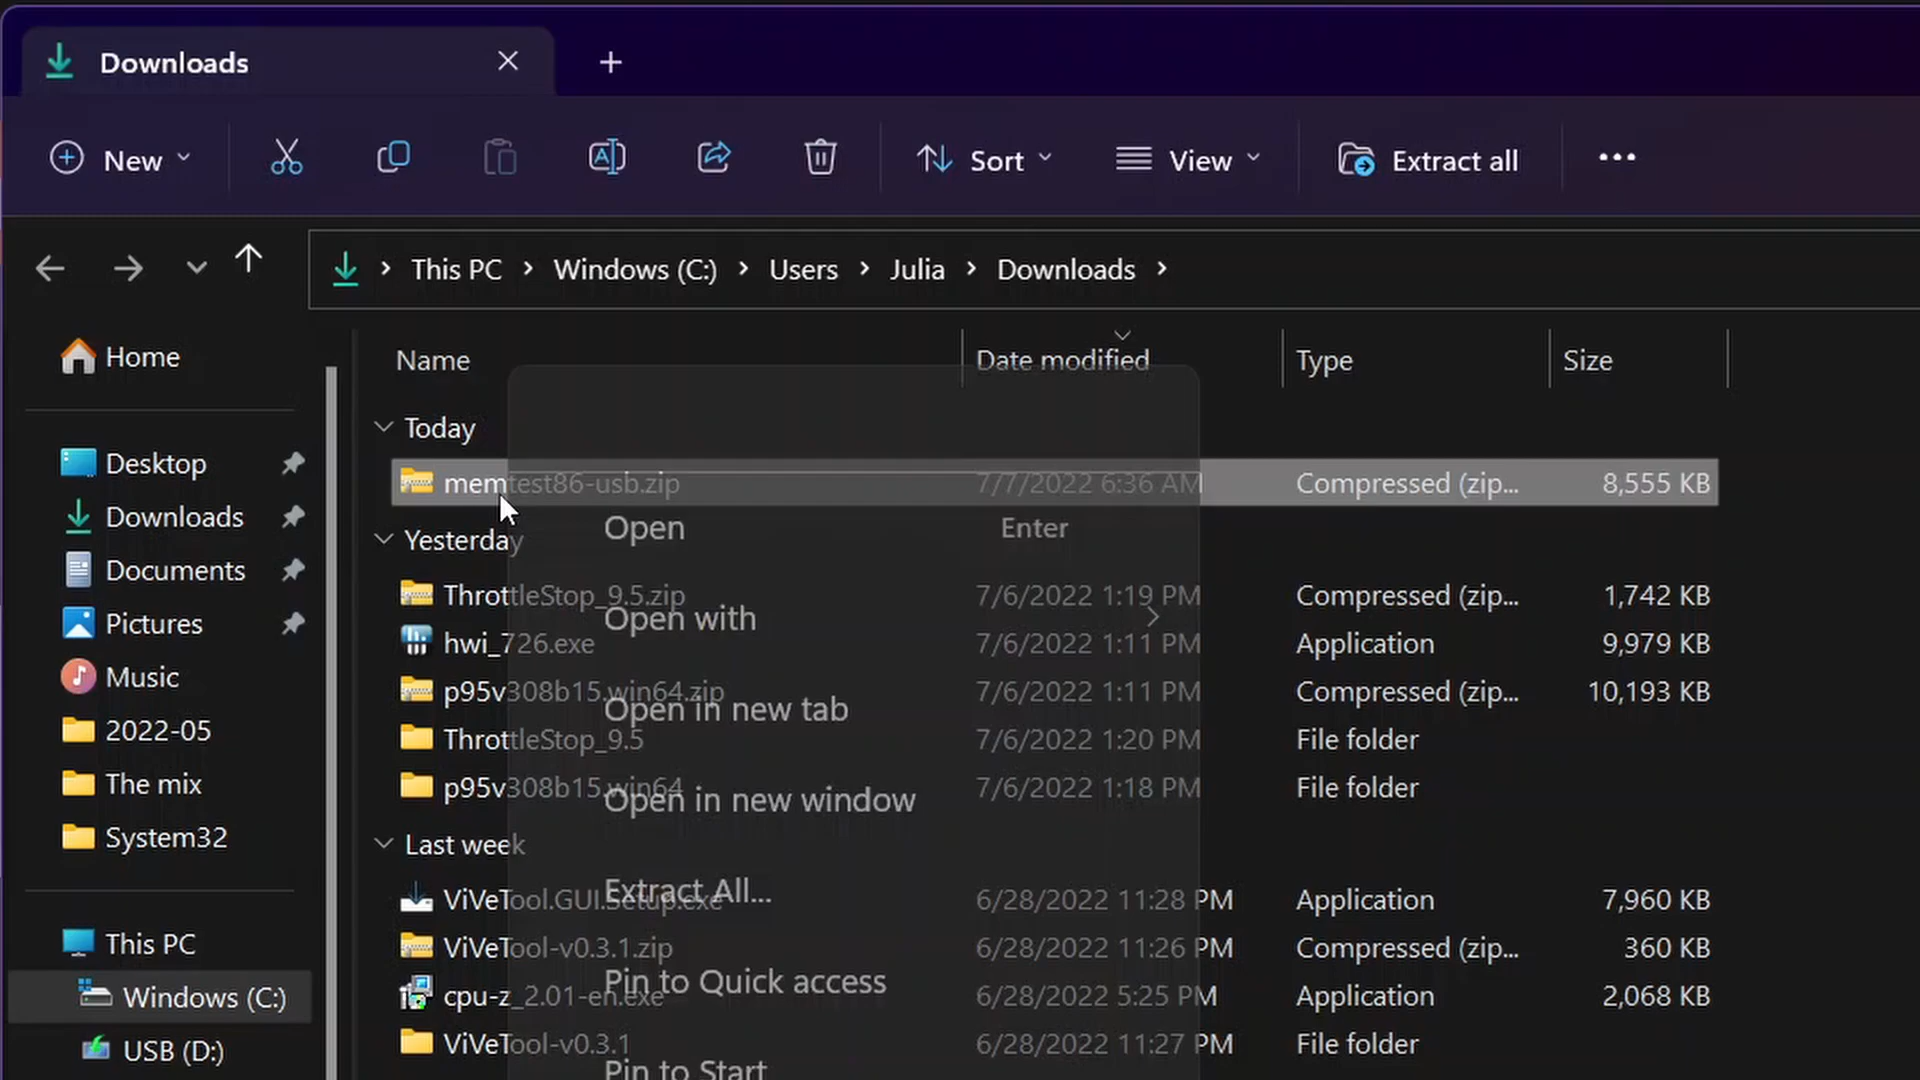 Downloads
New
Sort
View
Extract all
This PC > Windows (C:) > Users > Julia > Downloads >
Home
Desktop
Downloads
Documents
Pictures
Music
2022-05
The mix
System32
This PC
Windows (C:)
USB (D:)
Name Date modified Type Size
Today
memtest86-usb.zip 7/7/2022 6:36 AM Compressed (zip... 8,555 KB
Yesterday
ThrottleStop_9.5.zip 7/6/2022 1:19 PM Compressed (zip... 1,742 KB
hwi_726.exe 7/6/2022 1:11 PM Application 9,979 KB
p95v308b15.win64.zip 7/6/2022 1:11 PM Compressed (zip... 10,193 KB
ThrottleStop_9.5 7/6/2022 1:20 PM File folder
p95v308b15.win64 7/6/2022 1:18 PM File folder
Last week
ViVeTool.GUI.Setup.exe 6/28/2022 11:28 PM Application 7,960 KB
ViVeTool-v0.3.1.zip 6/28/2022 11:26 PM Compressed (zip... 360 KB
cpu-z_2.01-en.exe 6/28/2022 5:25 PM Application 2,068 KB
ViVeTool-v0.3.1 6/28/2022 11:27 PM File folder
Open Enter
Open with
Open in new tab
Open in new window
Extract All...
Pin to Quick access
Pin to Start